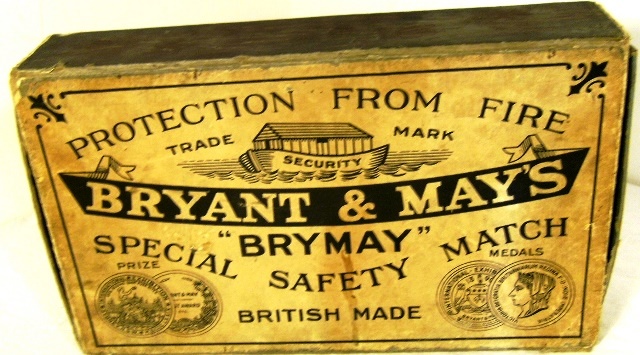 PROTECTION FROM FIRE
TRADE MARK
SECURITY
BRYANT & MAY'S
"BRYMAY"
SPECIAL SAFETY MATCH
PRIZE MEDALS
BRITISH MADE